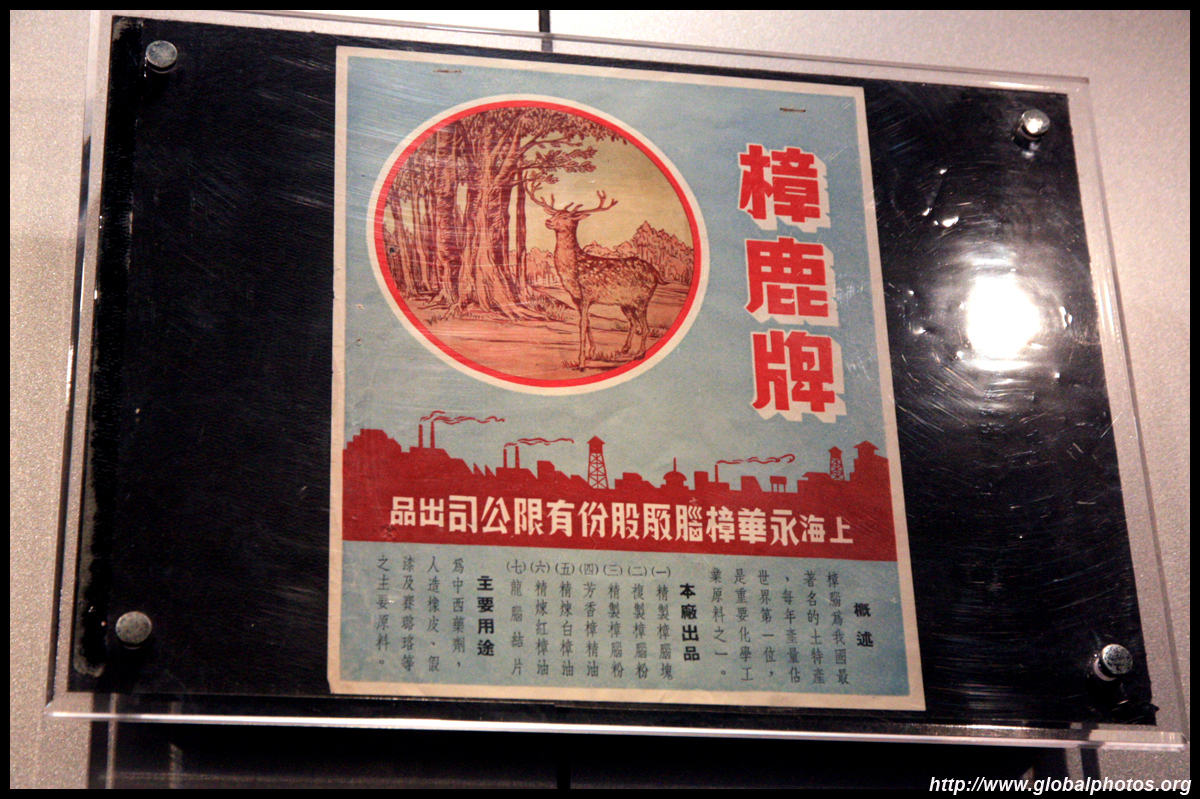 樟鹿牌
上海永華樟腦厰股份有限公司出品
概述
樟腦爲我國最
著名的土特產
，每年產量佔
世界第一位，
是重要化學工
業原料之一。
本廠出品
(一)精製樟腦塊
(二)複製樟腦粉
(三)精製樟腦粉
(四)芳香樟精油
(五)精煉白樟油
(六)精煉紅樟油
(七)龍腦結片
主要用途
爲中西藥劑，
人造橡皮、假
漆及賽璐珞等
之主要原料。
http://www.globalphotos.org